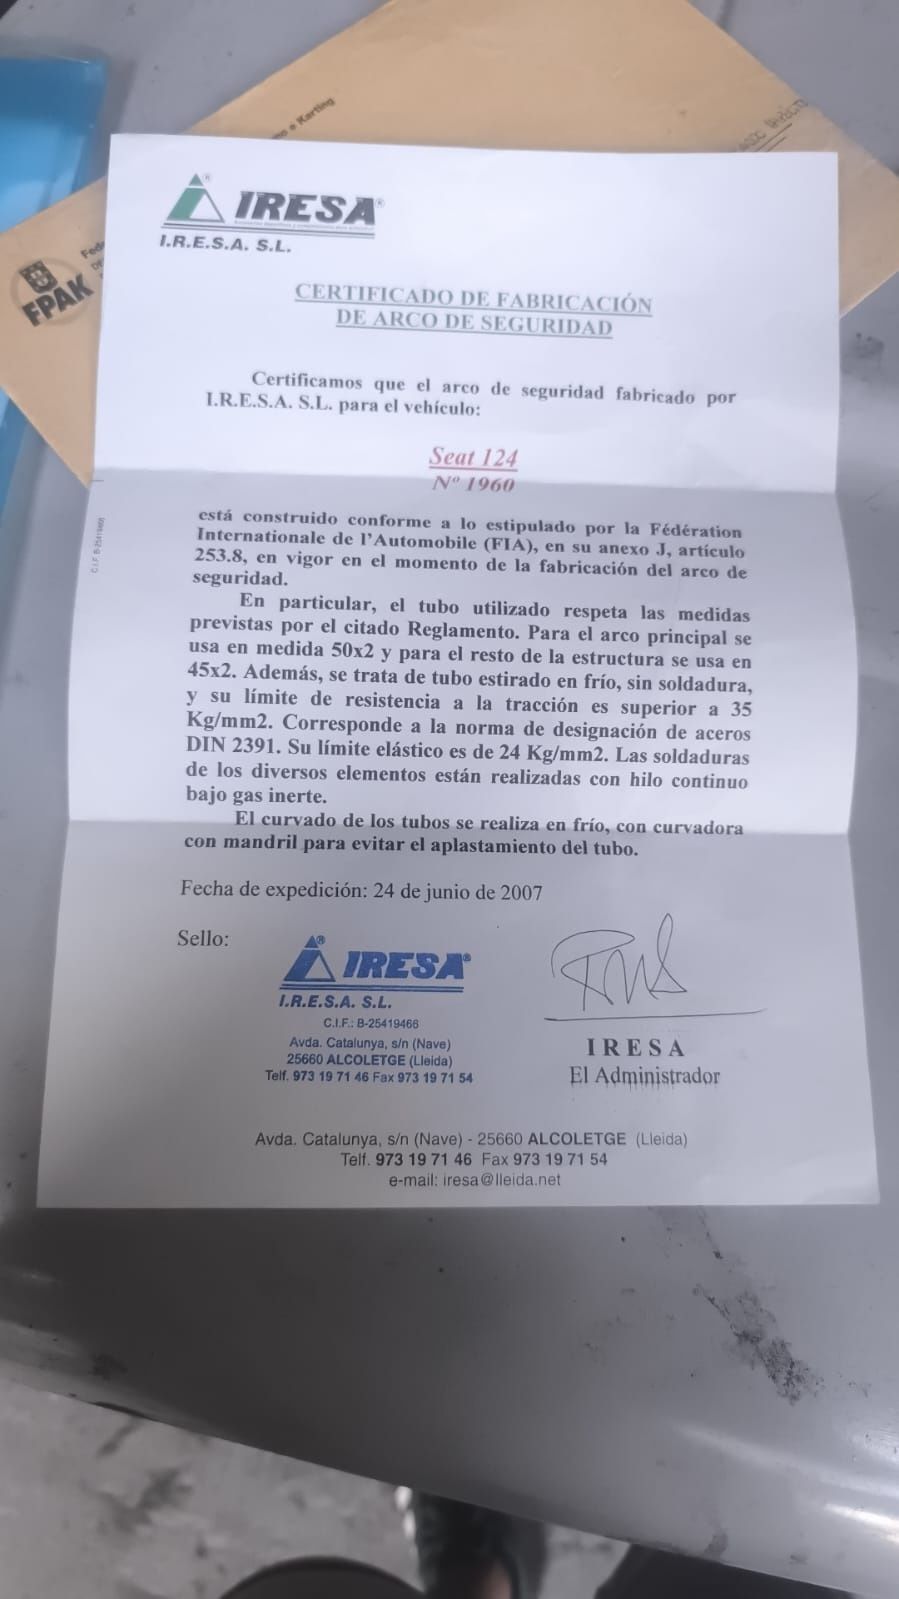 mo e Karting
Fede
FPAK
IRESA®
I.R.E.S.A. S.L.
CERTIFICADO DE FABRICACIÓN
DE ARCO DE SEGURIDAD
Certificamos que el arco de seguridad fabricado por
I.R.E.S.A. S.L. para el vehículo:
Seat 124
Nº 1960
está construido conforme a lo estipulado por la Fédération
Internationale de l'Automobile (FIA), en su anexo J, artículo
253.8, en vigor en el momento de la fabricación del arco de
seguridad.
En particular, el tubo utilizado respeta las medidas
previstas por el citado Reglamento. Para el arco principal se
usa en medida 50x2 y para el resto de la estructura se usa en
45x2. Además, se trata de tubo estirado en frío, sin soldadura,
y su límite de resistencia a la tracción es superior a 35
Kg/mm2. Corresponde a la norma de designación de aceros
DIN 2391. Su límite elástico es de 24 Kg/mm2. Las soldaduras
de los diversos elementos están realizadas con hilo continuo
bajo gas inerte.
El curvado de los tubos se realiza en frío, con curvadora
con mandril para evitar el aplastamiento del tubo.
Fecha de expedición: 24 de junio de 2007
Sello:
IRESA®
I.R.E.S.A. S.L.
C.I.F.: B-25419466
Avda. Catalunya, s/n (Nave)
25660 ALCOLETGE (Lleida)
Telf. 973 19 71 46 Fax 973 19 71 54
IRESA
El Administrador
Avda. Catalunya, s/n (Nave) - 25660 ALCOLETGE (Lleida)
Telf. 973 19 71 46 Fax 973 19 71 54
e-mail: iresa@lleida.net
C.I.F. B-25419466